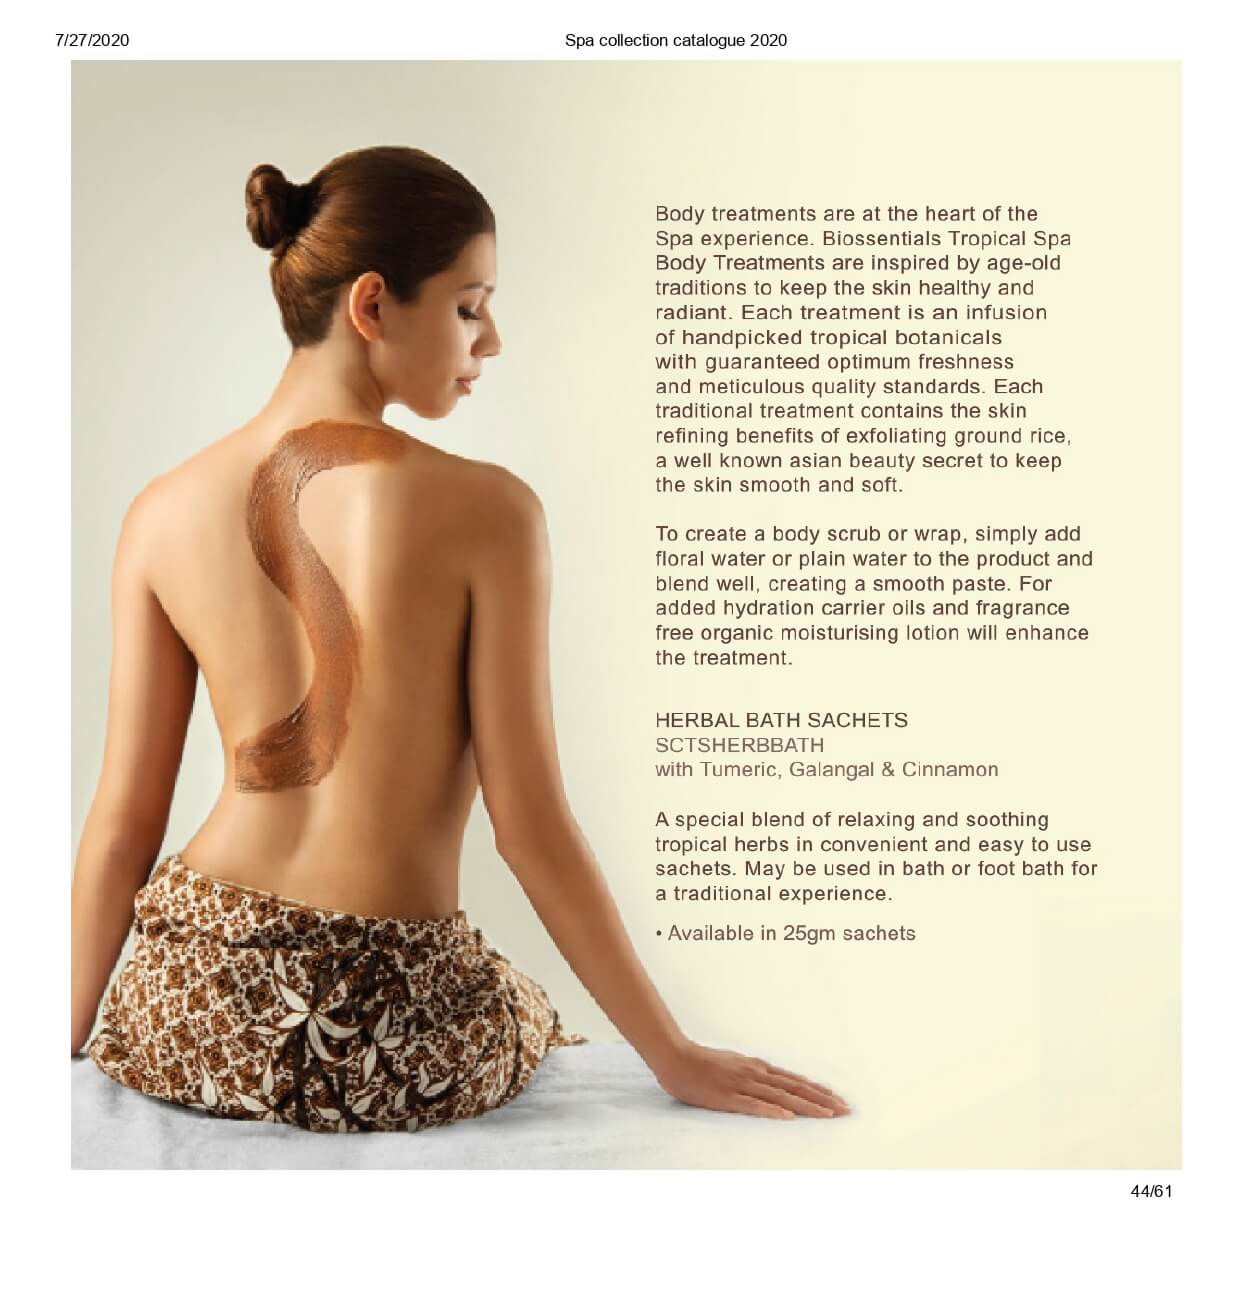 7/27/2020
Spa collection catalogue 2020
Body treatments are at the heart of the
Spa experience. Biossentials Tropical Spa
Body Treatments are inspired by age-old
traditions to keep the skin healthy and
radiant. Each treatment is an infusion
of handpicked tropical botanicals
with guaranteed optimum freshness
and meticulous quality standards. Each
traditional treatment contains the skin
refining benefits of exfoliating ground rice,
a well known asian beauty secret to keep
the skin smooth and soft.
To create a body scrub or wrap, simply add
floral water or plain water to the product and
blend well, creating a smooth paste. For
added hydration carrier oils and fragrance
free organic moisturising lotion will enhance
the treatment.
HERBAL BATH SACHETS
SCTSHERBBATH
with Tumeric, Galangal & Cinnamon
A special blend of relaxing and soothing
tropical herbs in convenient and easy to use
sachets. May be used in bath or foot bath for
a traditional experience.
• Available in 25gm sachets
44/61